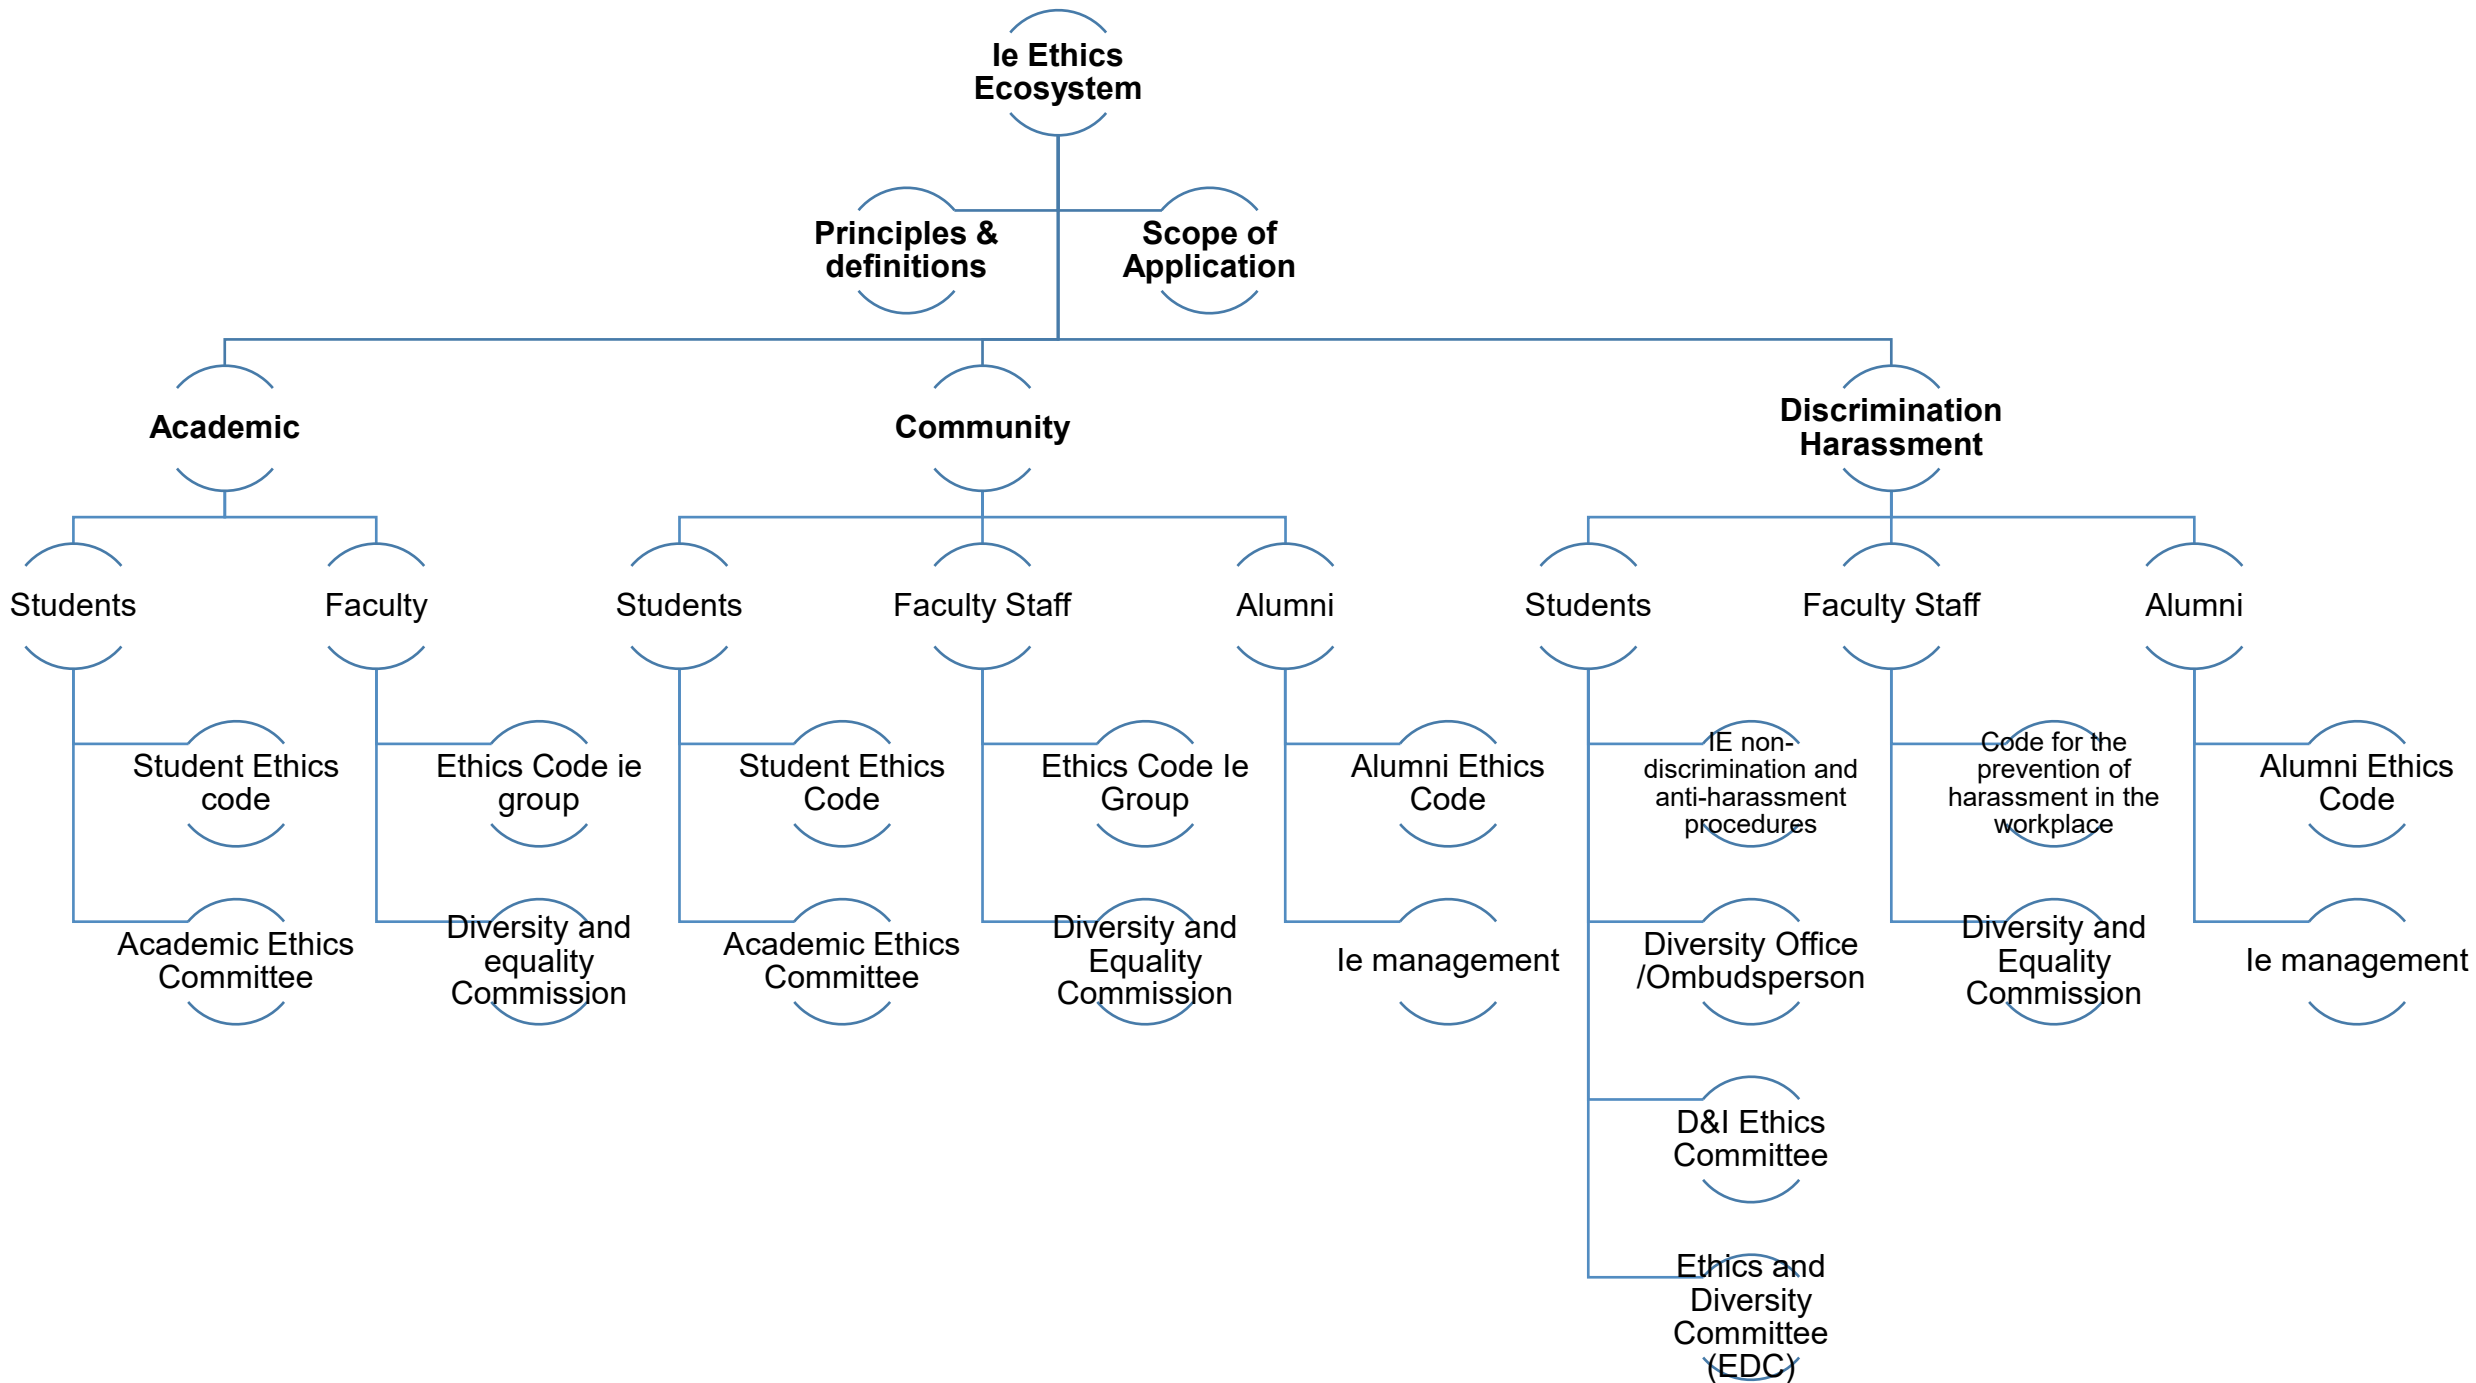 Ie Ethics
Ecosystem
Principles &
definitions
Scope of
Application
Academic
Community
Discrimination
Harassment
Students
Faculty
Students
Faculty Staff
Alumni
Students
Faculty Staff
Alumni
Student Ethics
code
Ethics Code ie
group
Student Ethics
Code
Ethics Code Ie
Group
Alumni Ethics
Code
IE non-
discrimination and
anti-harassment
procedures
Code for the
prevention of
harassment in the
workplace
Alumni Ethics
Code
Academic Ethics
Committee
Diversity and
equality
Commission
Academic Ethics
Committee
Diversity and
Equality
Commission
Ie management
Diversity Office
/Ombudsperson
Diversity and
Equality
Commission
Ie management
D&I Ethics
Committee
Ethics and
Diversity
Committee
(EDC)